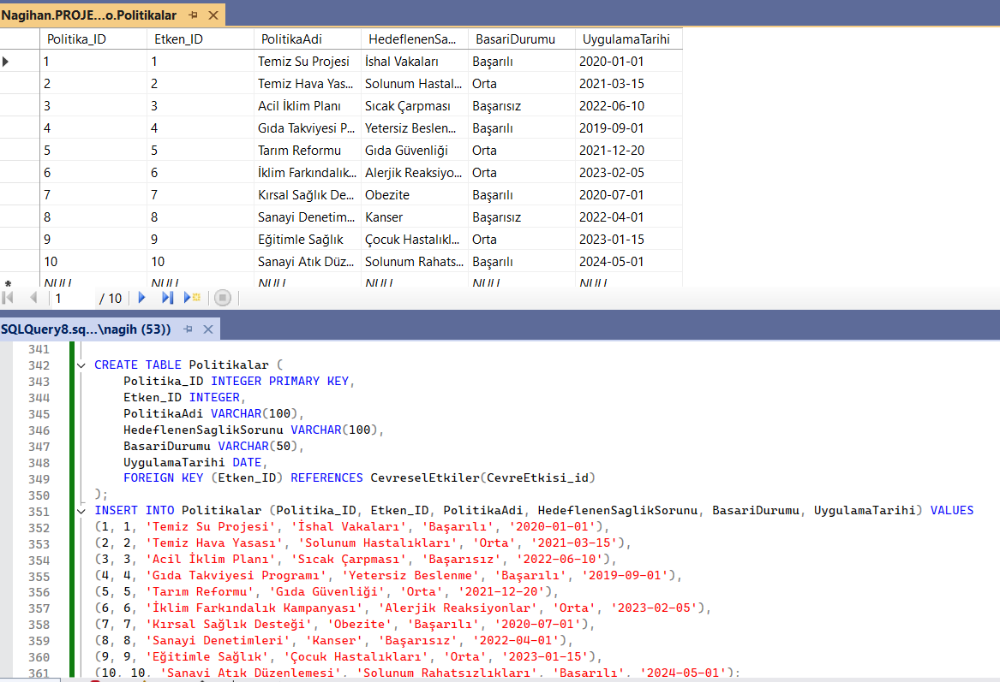 Nagihan.PROJE...o.Politikalar
Politika_ID Etken_ID PolitikaAdi HedeflenenSa... BasariDurumu UygulamaTarihi
1 1 Temiz Su Projesi İshal Vakaları Başarılı 2020-01-01
2 2 Temiz Hava Yas... Solunum Hastal... Orta 2021-03-15
3 3 Acil İklim Planı Sıcak Çarpması Başarısız 2022-06-10
4 4 Gıda Takviyesi P... Yetersiz Beslen... Başarılı 2019-09-01
5 5 Tarım Reformu Gıda Güvenliği Orta 2021-12-20
6 6 İklim Farkındalık... Alerjik Reaksiyo... Orta 2023-02-05
7 7 Kırsal Sağlık De... Obezite Başarılı 2020-07-01
8 8 Sanayi Denetim... Kanser Başarısız 2022-04-01
9 9 Eğitimle Sağlık Çocuk Hastalıkl... Orta 2023-01-15
10 10 Sanayi Atık Düz... Solunum Rahats... Başarılı 2024-05-01
NULL NULL NULL NULL NULL NULL
1 / 10
SQLQuery8.sq...\nagih (53))
341
342 CREATE TABLE Politikalar (
343 Politika_ID INTEGER PRIMARY KEY,
344 Etken_ID INTEGER,
345 PolitikaAdi VARCHAR(100),
346 HedeflenenSaglikSorunu VARCHAR(100),
347 BasariDurumu VARCHAR(50),
348 UygulamaTarihi DATE,
349 FOREIGN KEY (Etken_ID) REFERENCES CevreselEtkiler(CevreEtkisi_id)
350 );
351 INSERT INTO Politikalar (Politika_ID, Etken_ID, PolitikaAdi, HedeflenenSaglikSorunu, BasariDurumu, UygulamaTarihi) VALUES
352 (1, 1, 'Temiz Su Projesi', 'İshal Vakaları', 'Başarılı', '2020-01-01'),
353 (2, 2, 'Temiz Hava Yasası', 'Solunum Hastalıkları', 'Orta', '2021-03-15'),
354 (3, 3, 'Acil İklim Planı', 'Sıcak Çarpması', 'Başarısız', '2022-06-10'),
355 (4, 4, 'Gıda Takviyesi Programı', 'Yetersiz Beslenme', 'Başarılı', '2019-09-01'),
356 (5, 5, 'Tarım Reformu', 'Gıda Güvenliği', 'Orta', '2021-12-20'),
357 (6, 6, 'İklim Farkındalık Kampanyası', 'Alerjik Reaksiyonlar', 'Orta', '2023-02-05'),
358 (7, 7, 'Kırsal Sağlık Desteği', 'Obezite', 'Başarılı', '2020-07-01'),
359 (8, 8, 'Sanayi Denetimleri', 'Kanser', 'Başarısız', '2022-04-01'),
360 (9, 9, 'Eğitimle Sağlık', 'Çocuk Hastalıkları', 'Orta', '2023-01-15'),
361 (10, 10, 'Sanayi Atık Düzenlemesi', 'Solunum Rahatsızlıkları', 'Başarılı', '2024-05-01');